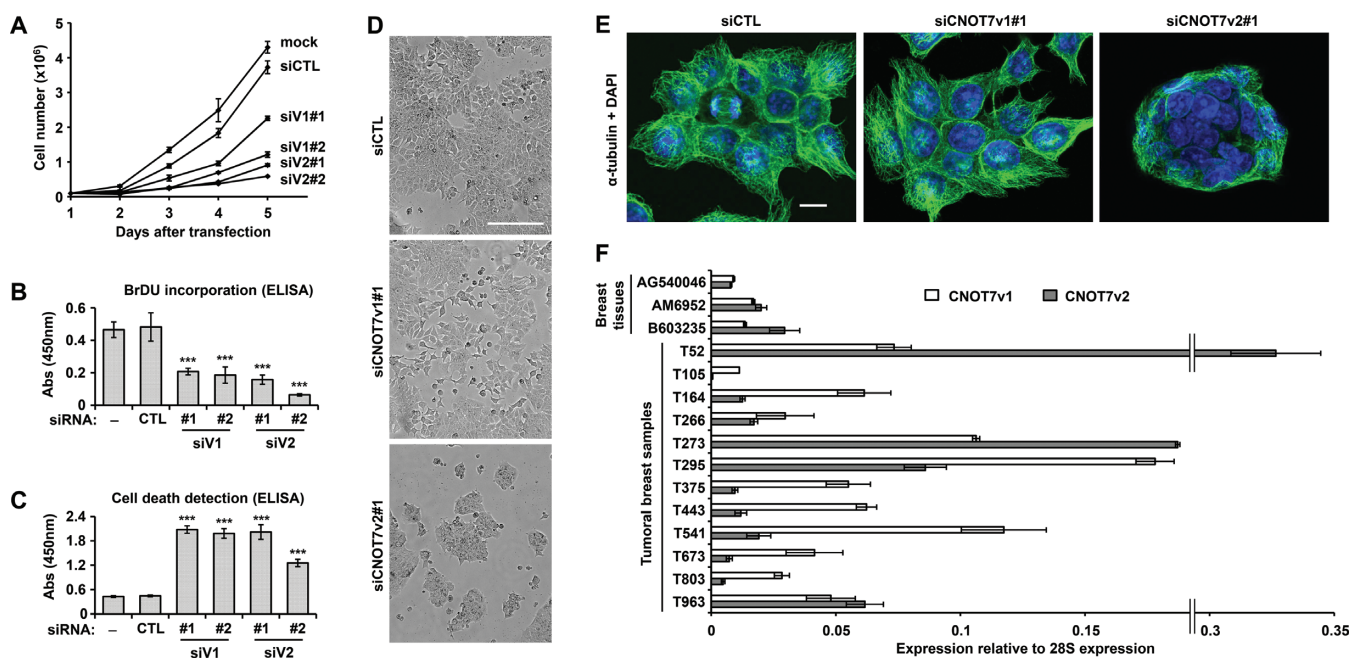 A
Cell number (x10⁶)
5
4
3
2
1
0
mock
siCTL
siV1#1
siV1#2
siV2#1
siV2#2
1 2 3 4 5
Days after transfection
B
BrDU incorporation (ELISA)
Abs (450nm)
0.6
0.4
0.2
0
*** *** *** ***
siRNA: – CTL #1 #2 #1 #2
siV1 siV2
C
Cell death detection (ELISA)
Abs (450nm)
2.4
1.8
1.2
0.6
0
*** *** *** ***
siRNA: – CTL #1 #2 #1 #2
siV1 siV2
D
siCTL
siCNOT7v1#1
siCNOT7v2#1
E
siCTL siCNOT7v1#1 siCNOT7v2#1
α-tubulin + DAPI
F
Breast tissues
AG540046
AM6952
B603235
Tumoral breast samples
T52
T105
T164
T266
T273
T295
T375
T443
T541
T673
T803
T963
CNOT7v1 CNOT7v2
0 0.05 0.1 0.15 0.3 0.35
Expression relative to 28S expression